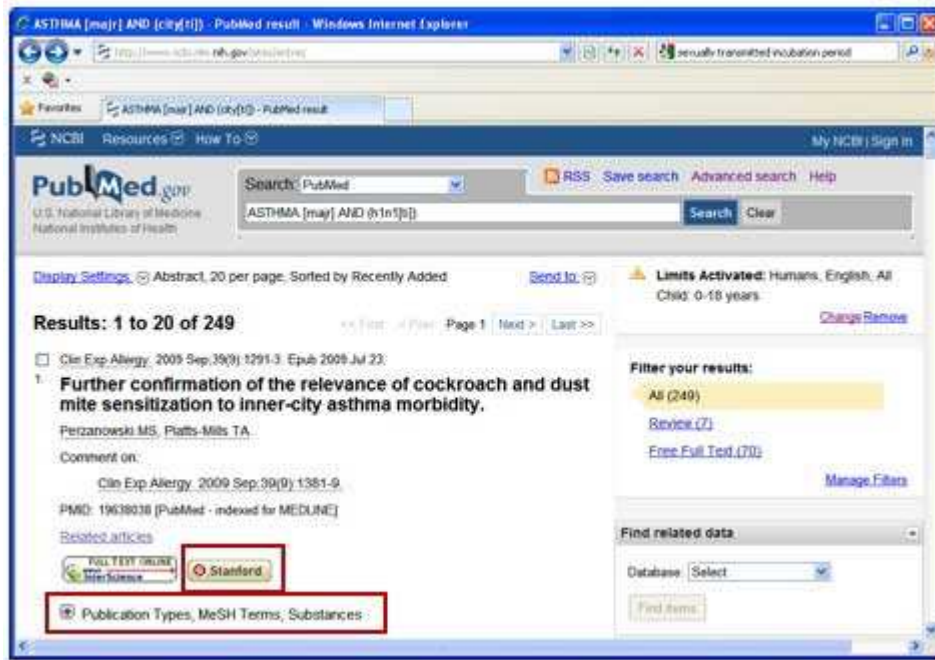 ASTHMA [majr] AND (city[ti]) - PubMed result - Windows Internet Explorer
nih.gov
sexually transmitted incubation period
Favorites ASTHMA [majr] AND (city[ti]) - PubMed result
NCBI Resources How To My NCBI | Sign In
PubMed.gov
U.S. National Library of Medicine
National Institutes of Health
Search: PubMed
RSS Save search Advanced search Help
ASTHMA [majr] AND (h1n1[ti]) Search Clear
Display Settings: Abstract, 20 per page, Sorted by Recently Added Send to:
Results: 1 to 20 of 249
<< First < Prev Page 1 Next > Last >>
Clin Exp Allergy. 2009 Sep;39(9):1291-3. Epub 2009 Jul 23.
1. Further confirmation of the relevance of cockroach and dust
mite sensitization to inner-city asthma morbidity.
Perzanowski MS, Platts-Mills TA.
Comment on:
Clin Exp Allergy. 2009 Sep;39(9):1381-9.
PMID: 19638038 [PubMed - indexed for MEDLINE]
Related articles
FULL TEXT ONLINE
InterScience
Stanford
Publication Types, MeSH Terms, Substances
Limits Activated: Humans, English, All
Child: 0-18 years
Change Remove
Filter your results:
All (249)
Review (7)
Free Full Text (70)
Manage Filters
Find related data
Database: Select
Find items